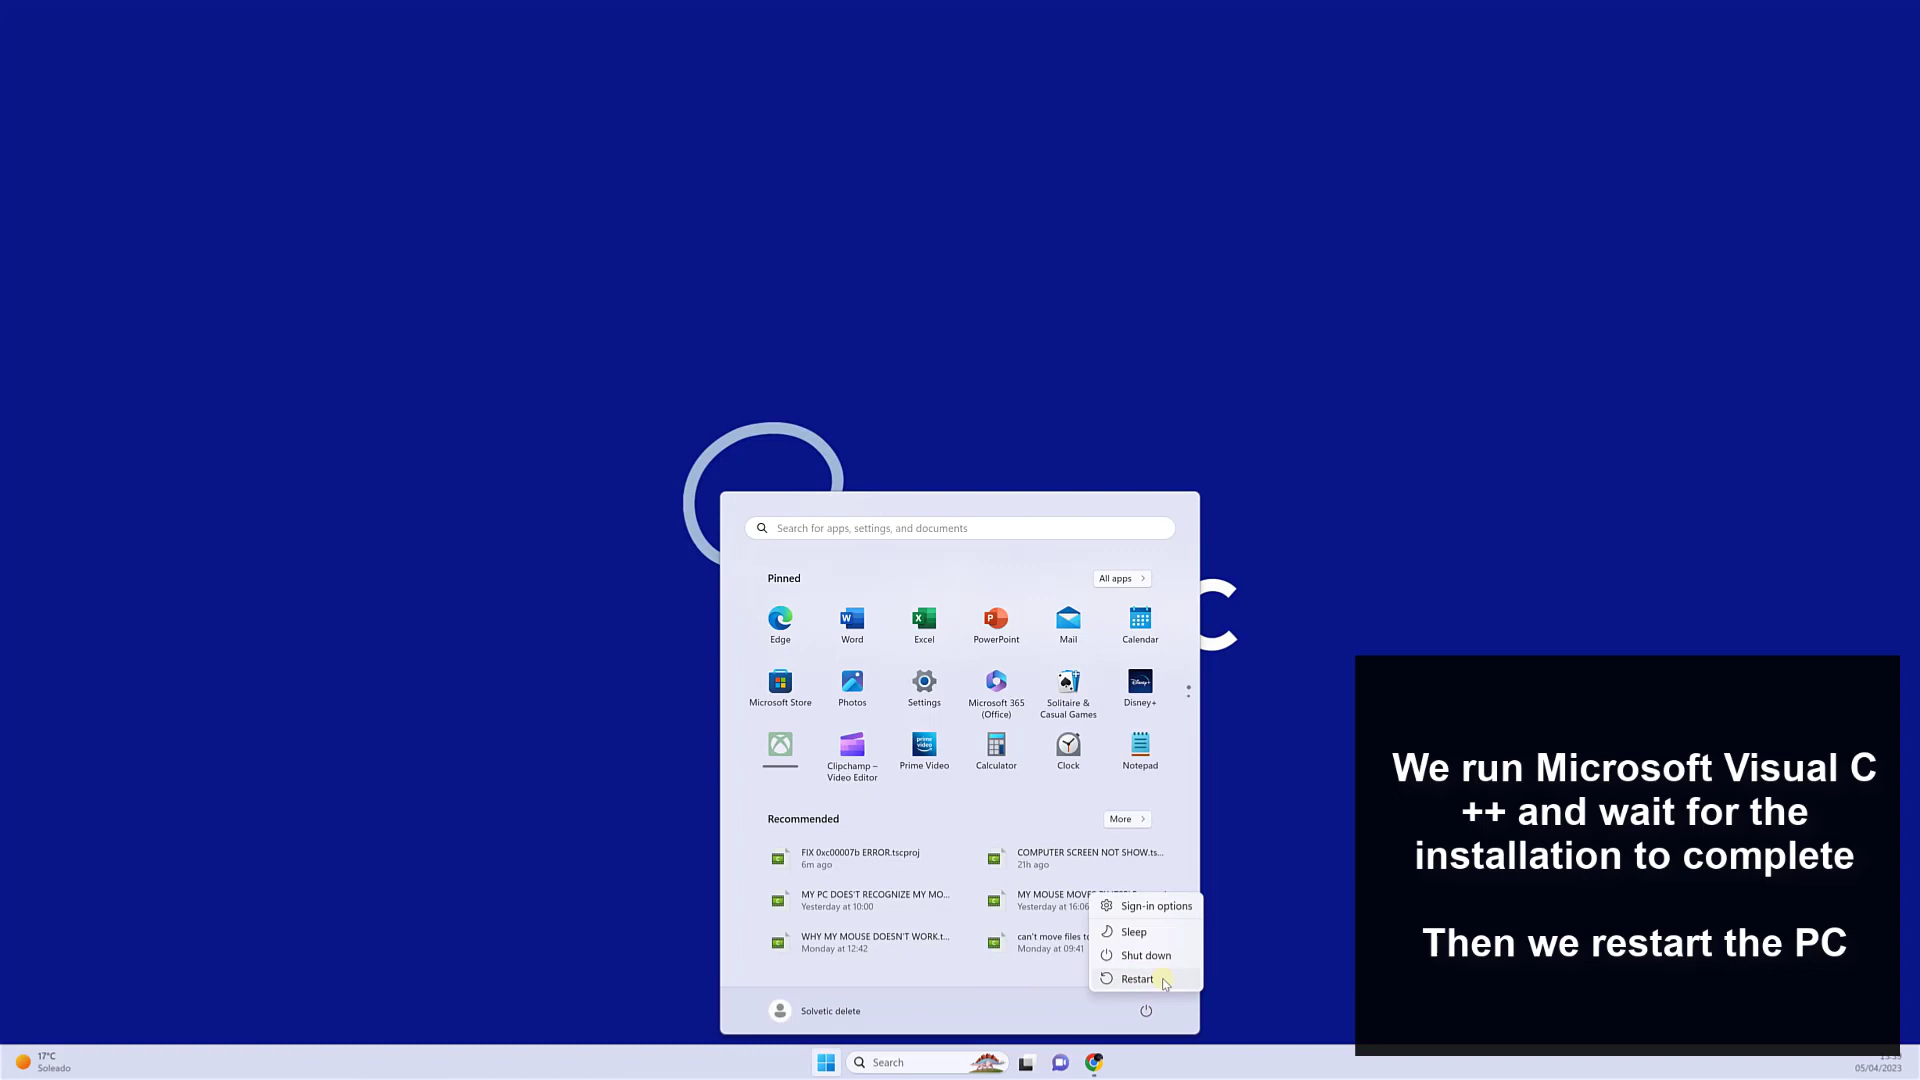 Search for apps, settings, and documents
Pinned
All apps
Edge
Word
Excel
PowerPoint
Mail
Calendar
Microsoft Store
Photos
Settings
Microsoft 365
(Office)
Solitaire &
Casual Games
Disney+
Clipchamp –
Video Editor
Prime Video
Calculator
Clock
Notepad
Recommended
More
FIX 0xc00007b ERROR.tscproj
6m ago
COMPUTER SCREEN NOT SHOW.ts...
21h ago
MY PC DOES'T RECOGNIZE MY MO...
Yesterday at 10:00
MY MOUSE
Yesterday at 16:06
WHY MY MOUSE DOESN'T WORK.t...
Monday at 12:42
can't move files
Monday at 09:41
Sign-in options
Sleep
Shut down
Restart
Solvetic delete
C
We run Microsoft Visual C
++ and wait for the
installation to complete
Then we restart the PC
17°C
Soleado
Search
05/04/2023